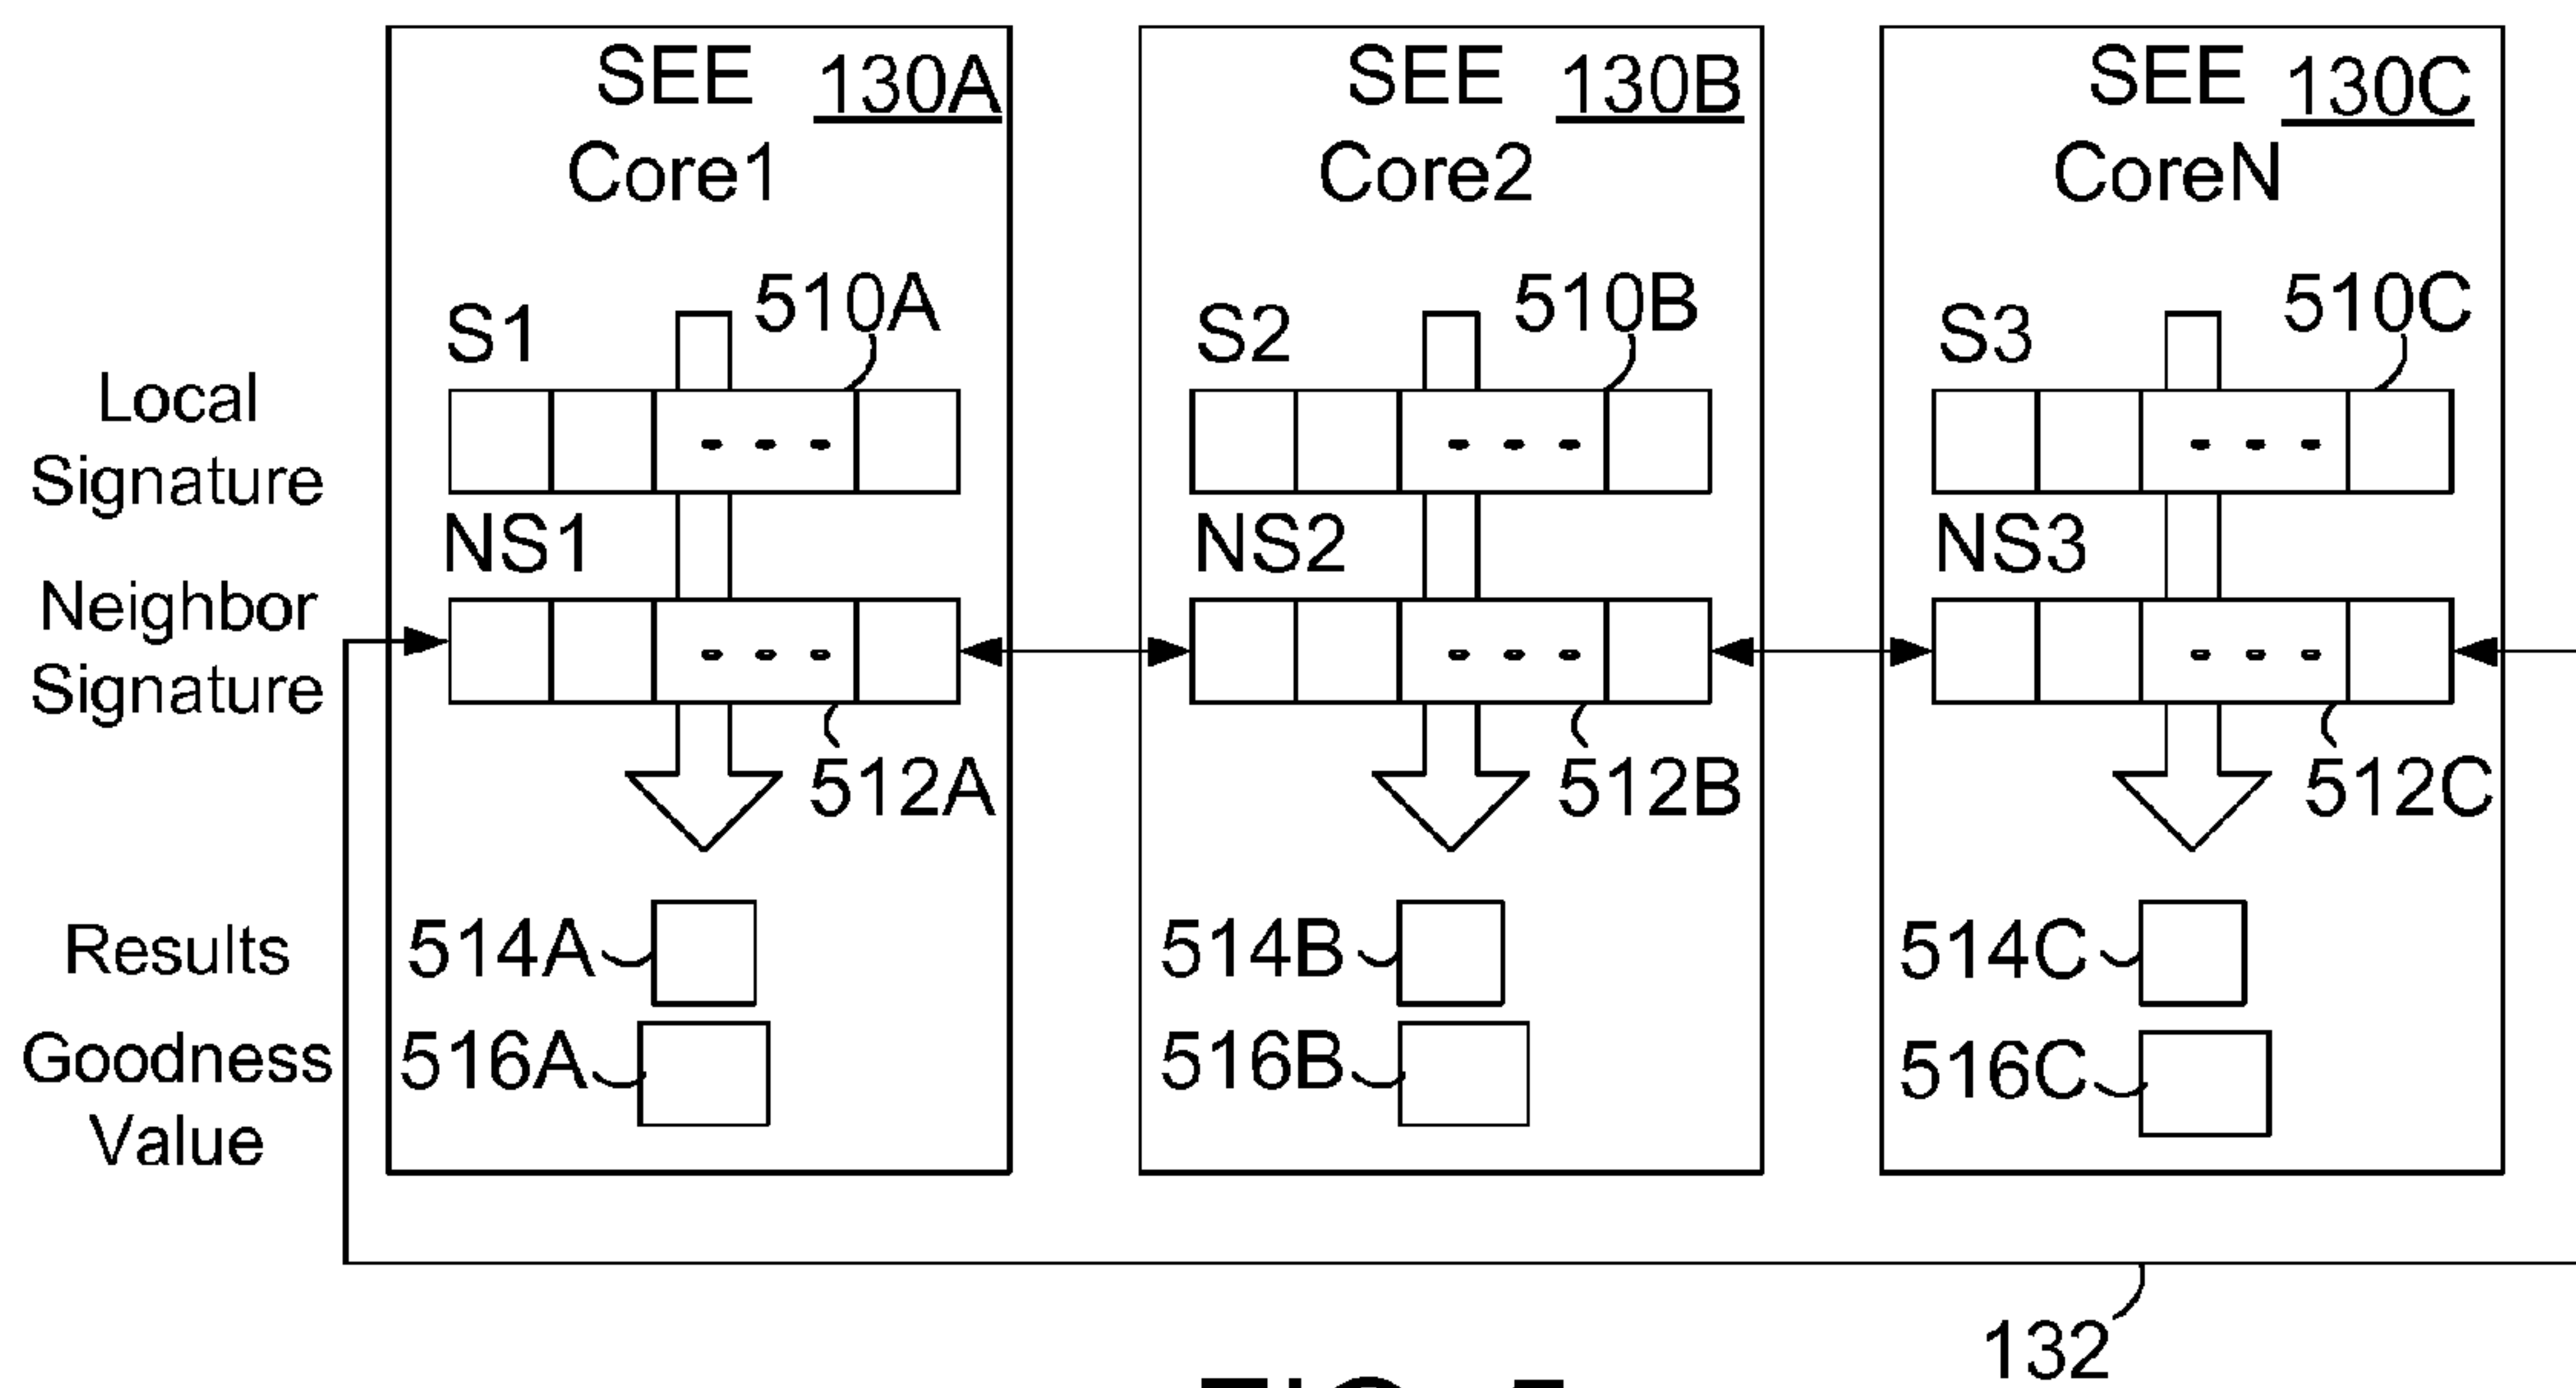 SEE 130A
Core1
SEE 130B
Core2
SEE 130C
CoreN
S1 510A
S2 510B
S3 510C
Local
Signature
NS1
NS2
NS3
Neighbor
Signature
512A
512B
512C
Results
514A
514B
514C
Goodness
Value
516A
516B
516C
132